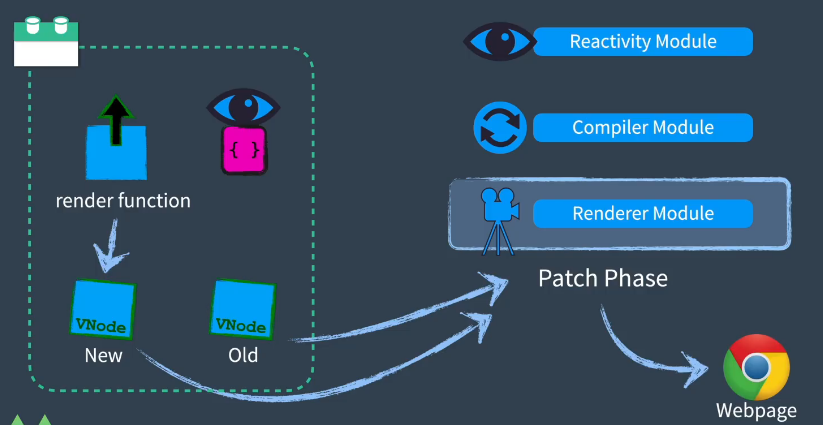 Reactivity Module
Compiler Module
{ }
render function
Renderer Module
Patch Phase
VNode
VNode
New
Old
Webpage